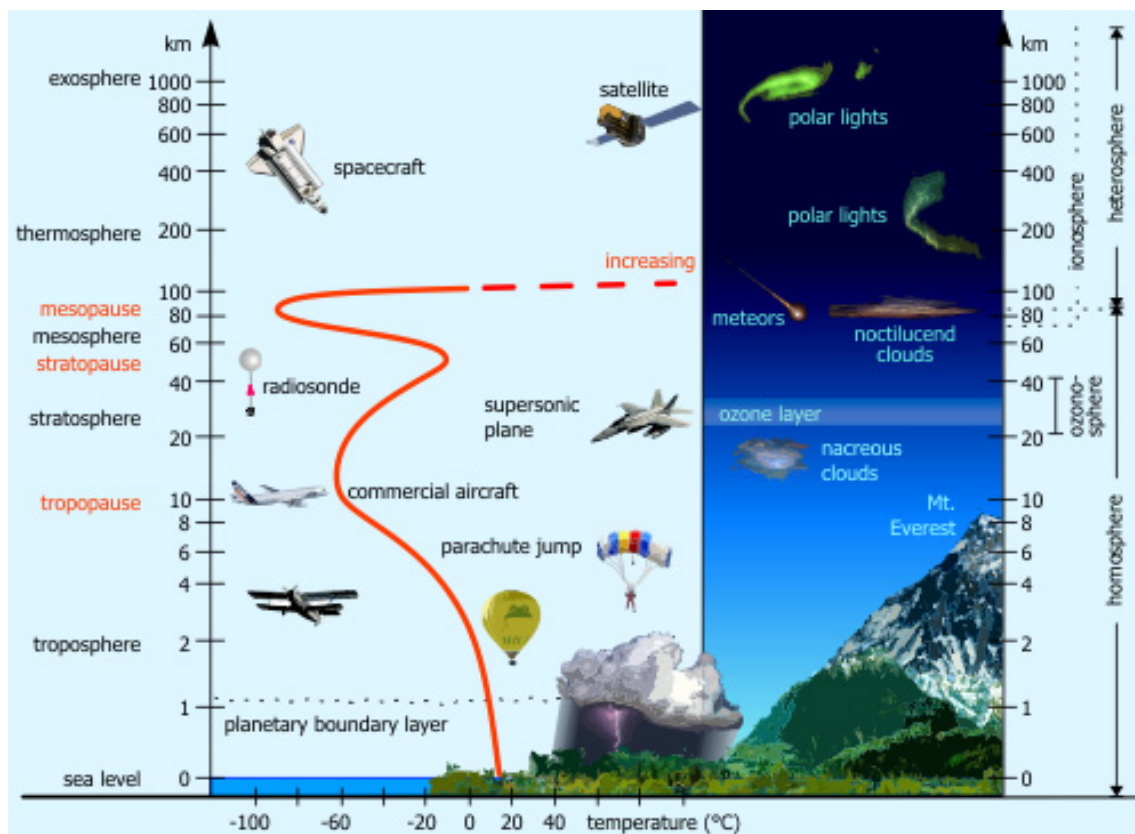 km
exosphere
1000
800
600
400
thermosphere
200
100
mesopause
80
mesosphere
60
stratopause
40
stratosphere
20
tropopause
10
8
6
4
troposphere
2
1
sea level
0
satellite
spacecraft
increasing
radiosonde
supersonic
plane
commercial aircraft
parachute jump
planetary boundary layer
polar lights
polar lights
meteors
noctilucend
clouds
ozone layer
nacreous
clouds
Mt.
Everest
km
1000
800
600
400
200
100
80
60
40
20
10
8
6
4
2
1
0
ionosphere
ozono-
sphere
heterosphere
homosphere
-100
-60
-20
0
20
40
temperature (°C)